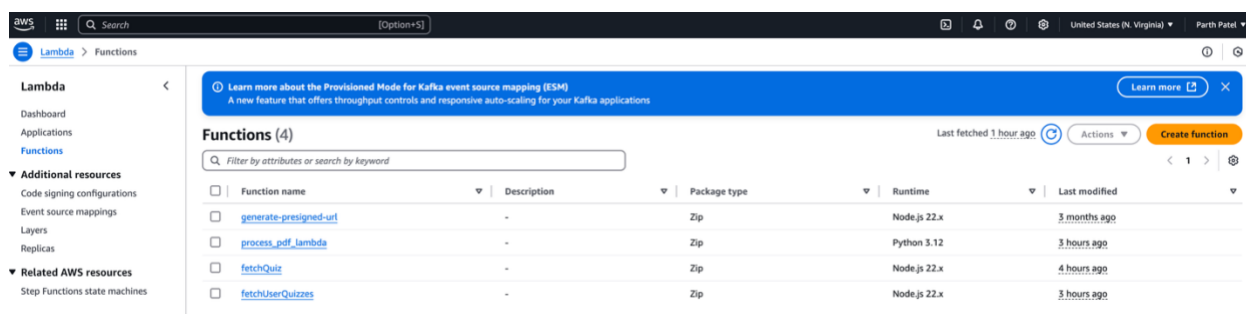 aws Search [Option+S] United States (N. Virginia) ▼ Parth Patel ▼
Lambda > Functions
Lambda
Dashboard
Applications
Functions
▼ Additional resources
Code signing configurations
Event source mappings
Layers
Replicas
▼ Related AWS resources
Step Functions state machines
Learn more about the Provisioned Mode for Kafka event source mapping (ESM)
A new feature that offers throughput controls and responsive auto-scaling for your Kafka applications
Learn more
Functions (4)
Last fetched 1 hour ago Actions ▼ Create function
Filter by attributes or search by keyword
< 1 >
Function name Description Package type Runtime Last modified
generate-presigned-url - Zip Node.js 22.x 3 months ago
process_pdf_lambda - Zip Python 3.12 3 hours ago
fetchQuiz - Zip Node.js 22.x 4 hours ago
fetchUserQuizzes - Zip Node.js 22.x 3 hours ago